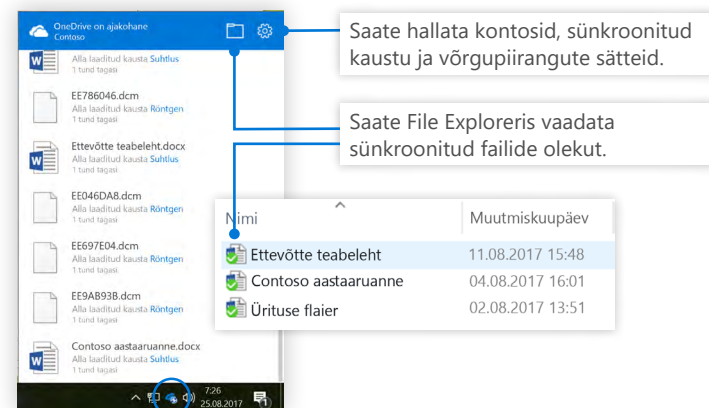 OneDrive on ajakohane
Contoso
Alla laaditud kausta Suhtlus
1 tund tagasi
EE786046.dcm
Alla laaditud kausta Röntgen
1 tund tagasi
Ettevõtte teabeleht.docx
Alla laaditud kausta Suhtlus
1 tund tagasi
EE046DA8.dcm
Alla laaditud kausta Röntgen
1 tund tagasi
EE697E04.dcm
Alla laaditud kausta Röntgen
1 tund tagasi
EE9AB93B.dcm
Alla laaditud kausta Röntgen
1 tund tagasi
Contoso aastaaruanne.docx
Alla laaditud kausta Suhtlus
1 tund tagasi
7:26
25.08.2017
1
Saate hallata kontosid, sünkroonitud
kaustu ja võrgupiirangute sätteid.
Saate File Exploreris vaadata
sünkroonitud failide olekut.
Nimi Muutmiskuupäev
Ettevõtte teabeleht 11.08.2017 15:48
Contoso aastaaruanne 04.08.2017 16:01
Ürituse flaier 02.08.2017 13:51